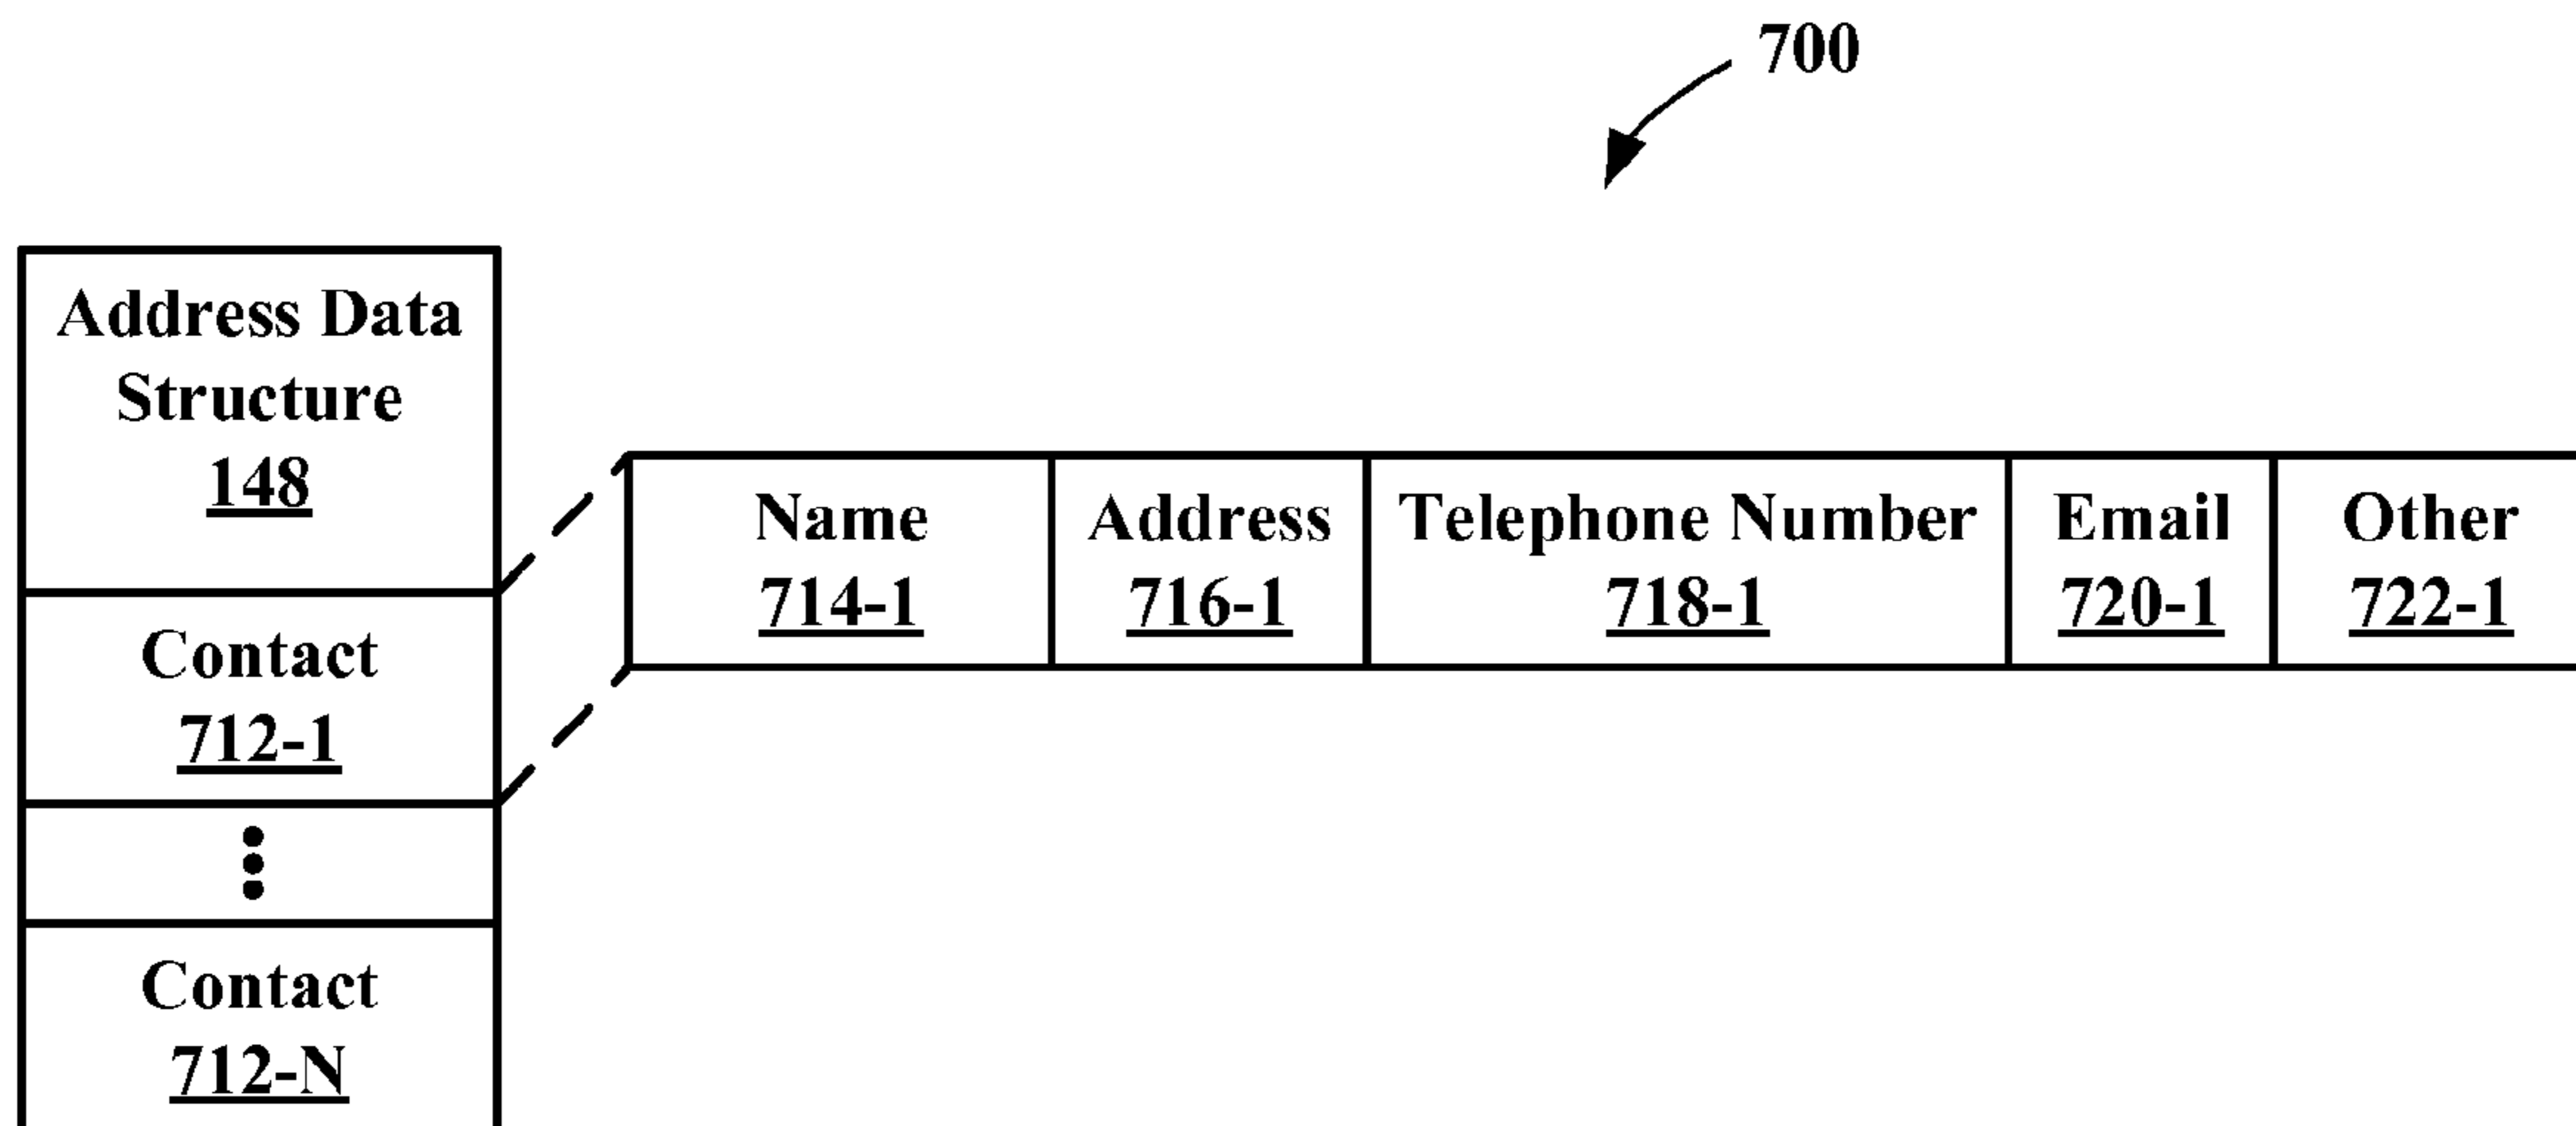 700
Address Data
Structure
148
Name
714-1
Address
716-1
Telephone Number
718-1
Email
720-1
Other
722-1
Contact
712-1
Contact
712-N